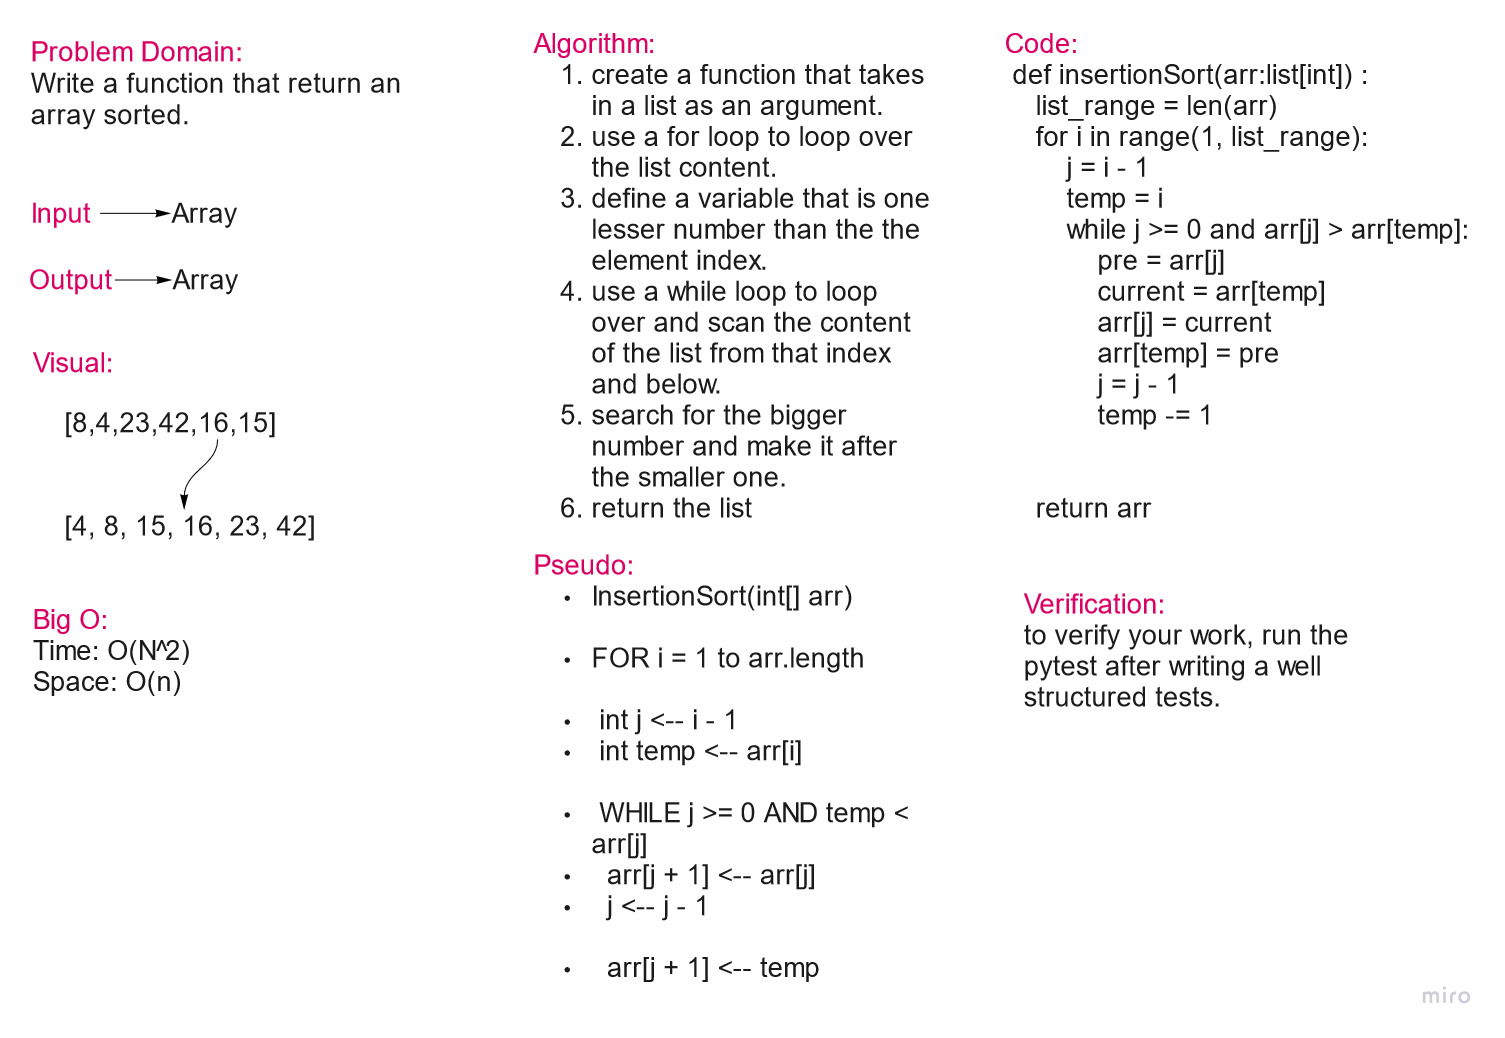 Problem Domain:
Write a function that return an
array sorted.
Input
Array
Output
Array
Visual:
[8,4,23,42,16,15]
[4, 8, 15, 16, 23, 42]
Big O:
Time: O(N^2)
Space: O(n)
Algorithm:
1. create a function that takes
in a list as an argument.
2. use a for loop to loop over
the list content.
3. define a variable that is one
lesser number than the the
element index.
4. use a while loop to loop
over and scan the content
of the list from that index
and below.
5. search for the bigger
number and make it after
the smaller one.
6. return the list
Pseudo:
• InsertionSort(int[] arr)
• FOR i = 1 to arr.length
• int j <-- i - 1
• int temp <-- arr[i]
• WHILE j >= 0 AND temp <
arr[j]
• arr[j + 1] <-- arr[j]
• j <-- j - 1
• arr[j + 1] <-- temp
Code:
def insertionSort(arr:list[int]) :
list_range = len(arr)
for i in range(1, list_range):
j = i - 1
temp = i
while j >= 0 and arr[j] > arr[temp]:
pre = arr[j]
current = arr[temp]
arr[j] = current
arr[temp] = pre
j = j - 1
temp -= 1
return arr
Verification:
to verify your work, run the
pytest after writing a well
structured tests.
miro